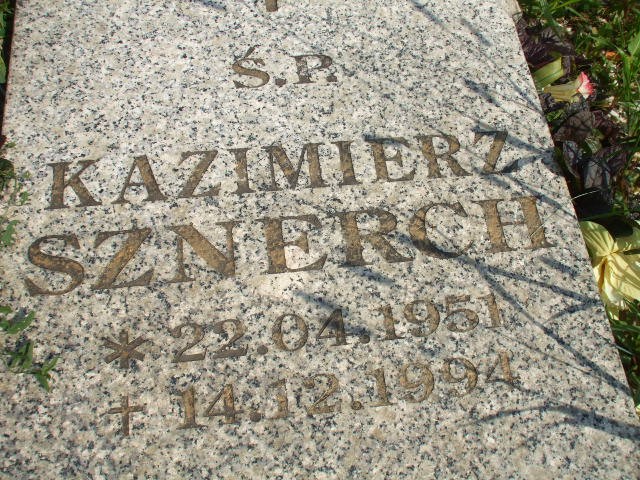 Ś.P.
KAZIMIERZ
SZNERCH
* 22.04.1951
✝ 14.12.1994